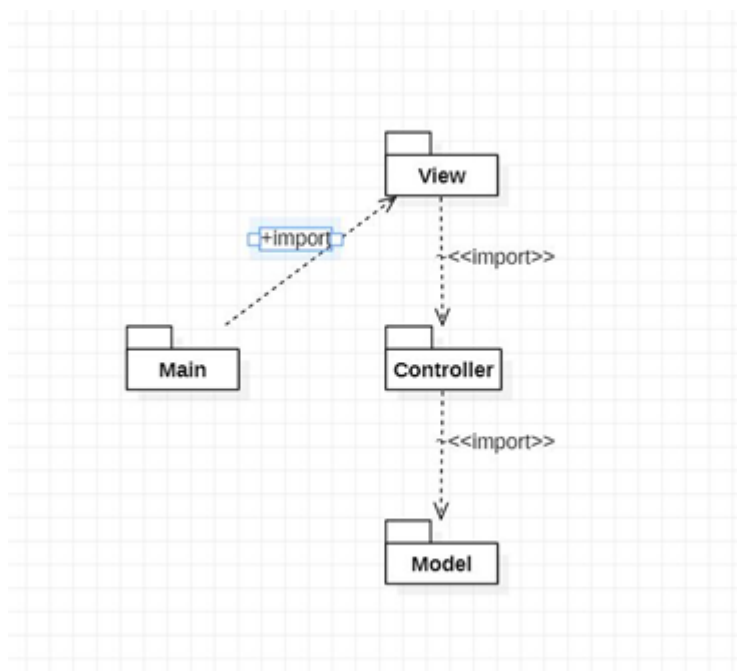 View
+import
<<import>>
Main
Controller
<<import>>
Model